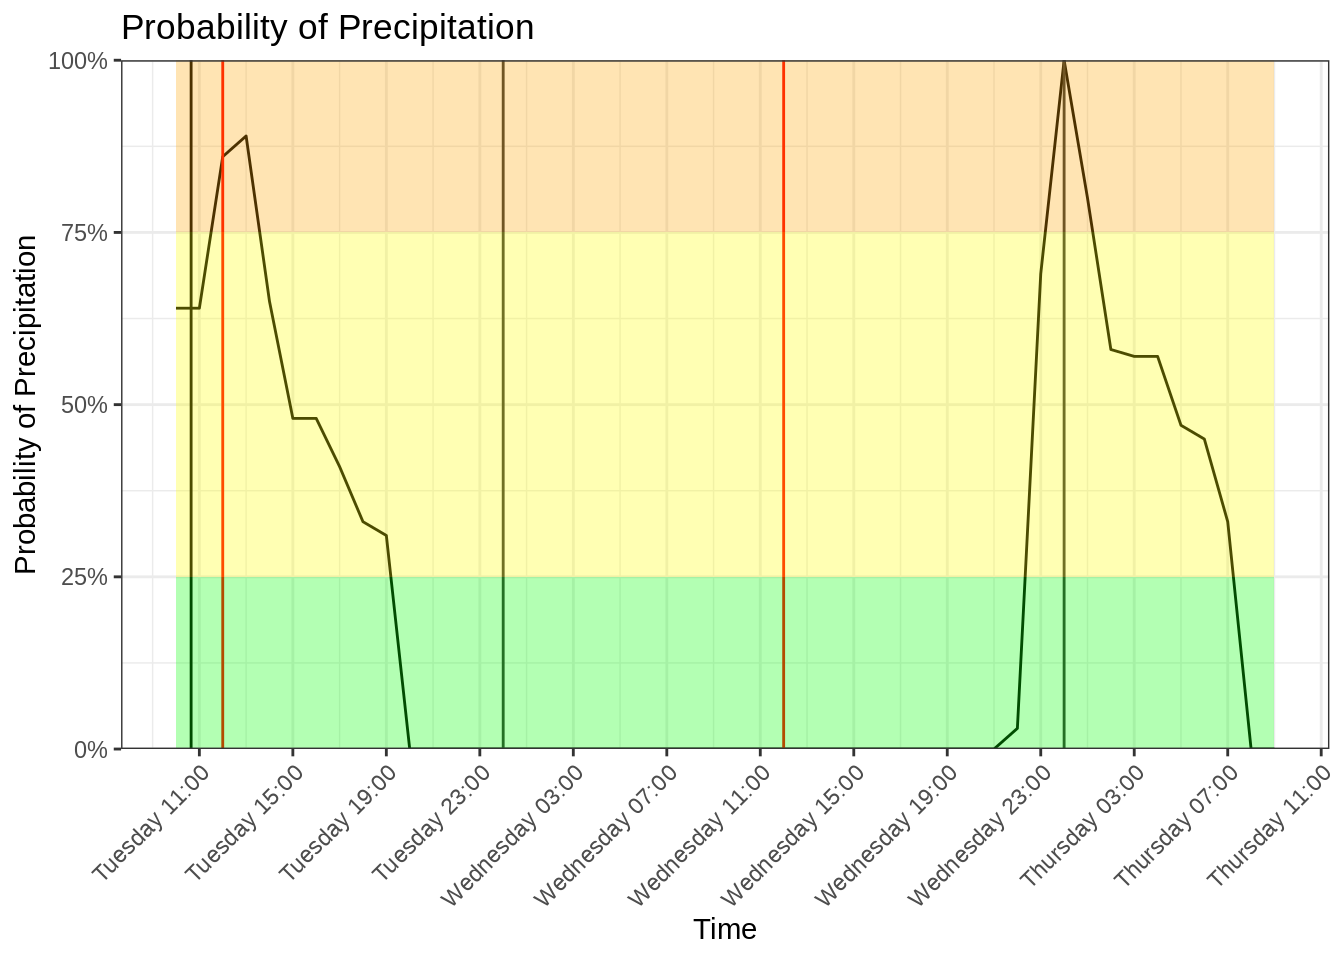 Probability of Precipitation
Probability of Precipitation
100%
75%
50%
25%
0%
Tuesday 11:00
Tuesday 15:00
Tuesday 19:00
Tuesday 23:00
Wednesday 03:00
Wednesday 07:00
Wednesday 11:00
Wednesday 15:00
Wednesday 19:00
Wednesday 23:00
Thursday 03:00
Thursday 07:00
Thursday 11:00
Time